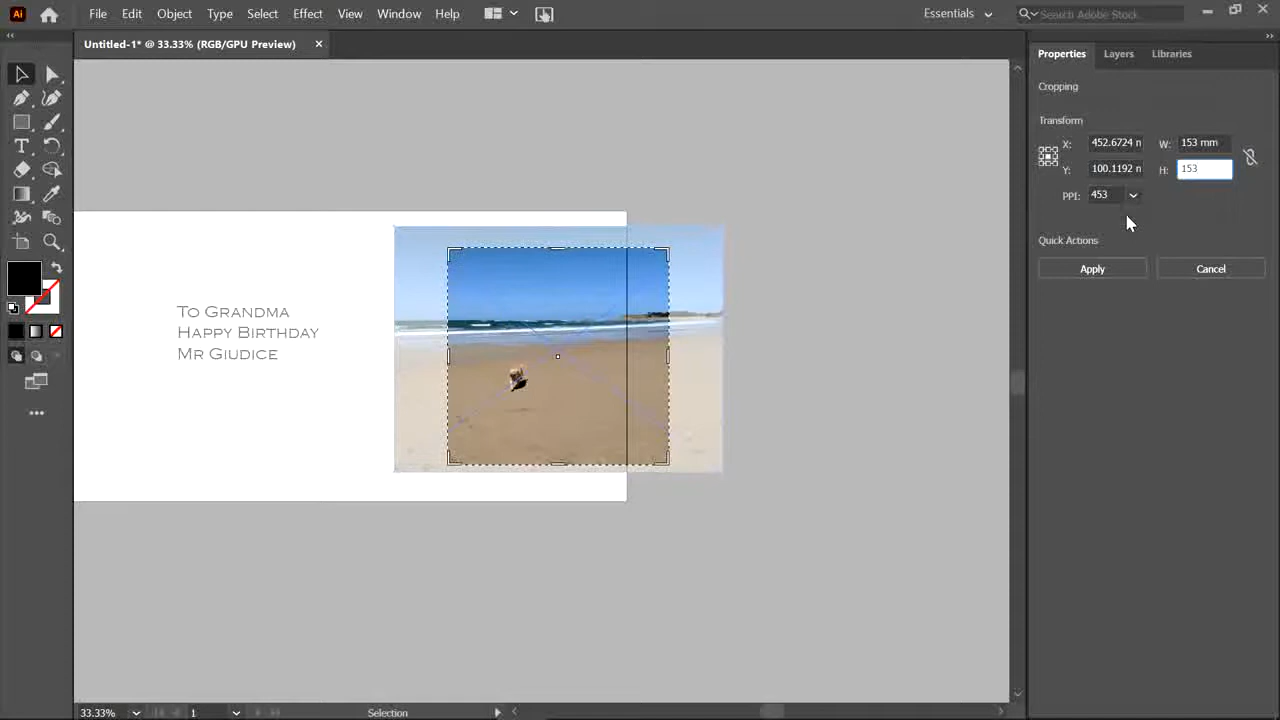 Ai File Edit Object Type Select Effect View Window Help Essentials Search Adobe Stock
Untitled-1* @ 33.33% (RGB/GPU Preview) ×
Properties Layers Libraries
Cropping
Transform
X: 452.6724 W: 153 mm
Y: 100.1192 H: 153
PPI: 453
Quick Actions
Apply Cancel
To Grandma
Happy Birthday
Mr Giudice
33.33% 1 Selection